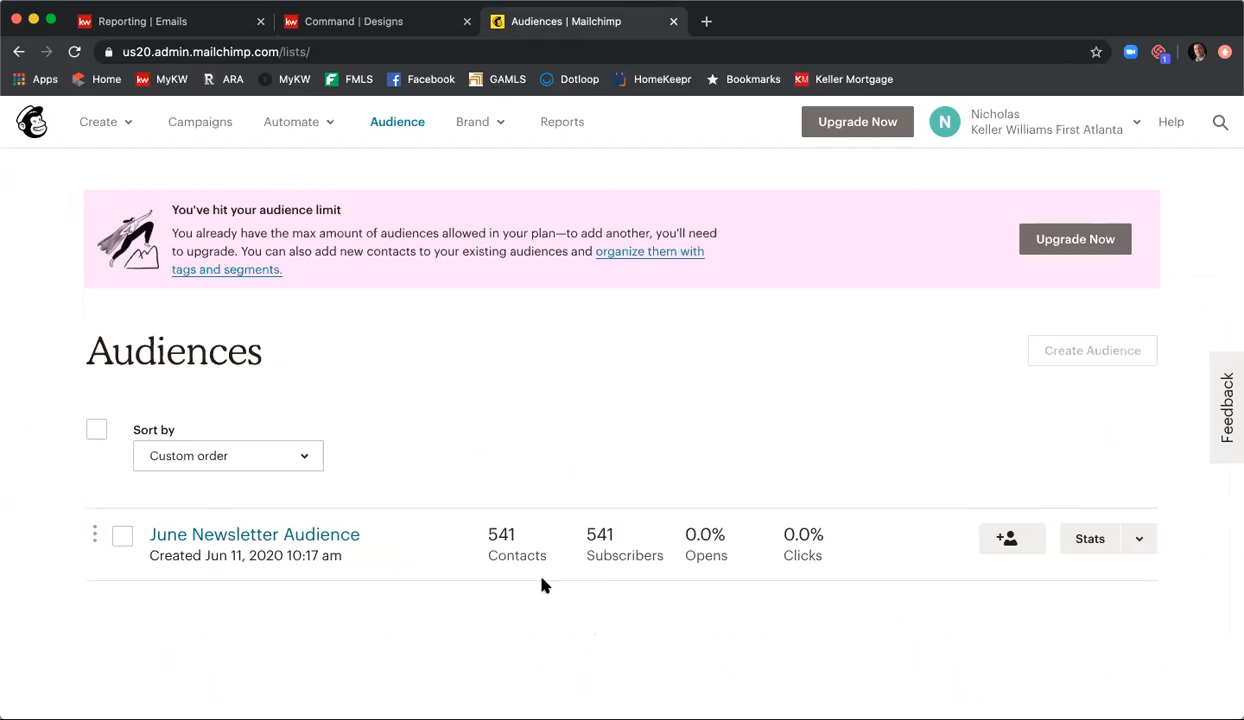 Reporting | Emails
Command | Designs
Audiences | Mailchimp
us20.admin.mailchimp.com/lists/
1
Apps Home MyKW ARA MyKW FMLS Facebook GAMLS Dotloop HomeKeepr Bookmarks Keller Mortgage
Create Campaigns Automate Audience Brand Reports
Upgrade Now
N
Nicholas
Keller Williams First Atlanta
Help
You've hit your audience limit
You already have the max amount of audiences allowed in your plan—to add another, you'll need
to upgrade. You can also add new contacts to your existing audiences and organize them with
tags and segments.
Upgrade Now
Audiences
Create Audience
Feedback
Sort by
Custom order
June Newsletter Audience
Created Jun 11, 2020 10:17 am
541
Contacts
541
Subscribers
0.0%
Opens
0.0%
Clicks
Stats